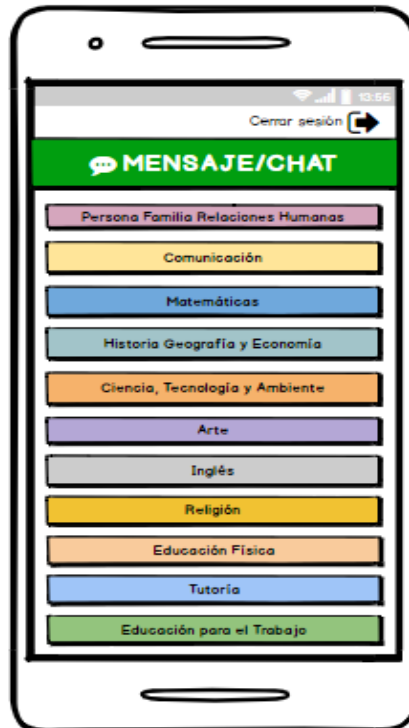 13:56
Cerrar sesión
MENSAJE/CHAT
Persona Familia Relaciones Humanas
Comunicación
Matemáticas
Historia Geografía y Economía
Ciencia, Tecnología y Ambiente
Arte
Inglés
Religión
Educación Física
Tutoría
Educación para el Trabajo